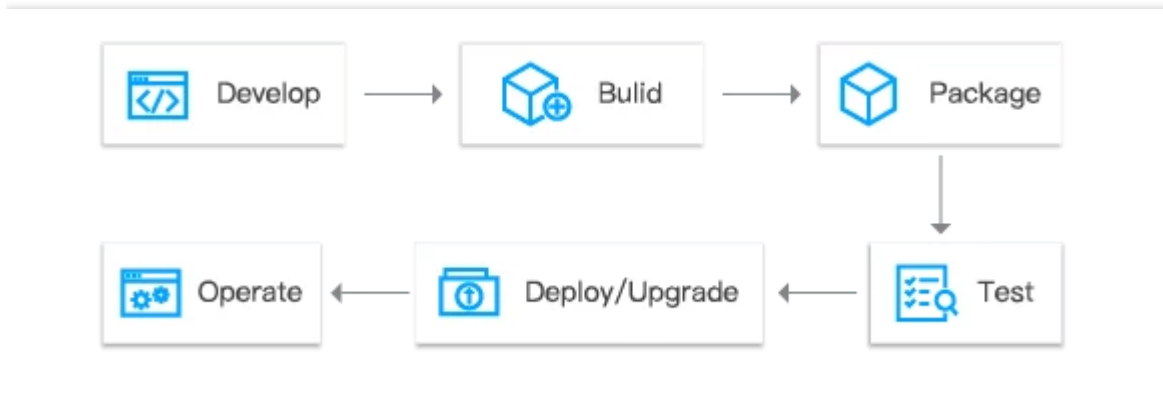 Develop
Bulid
Package
Test
Deploy/Upgrade
Operate